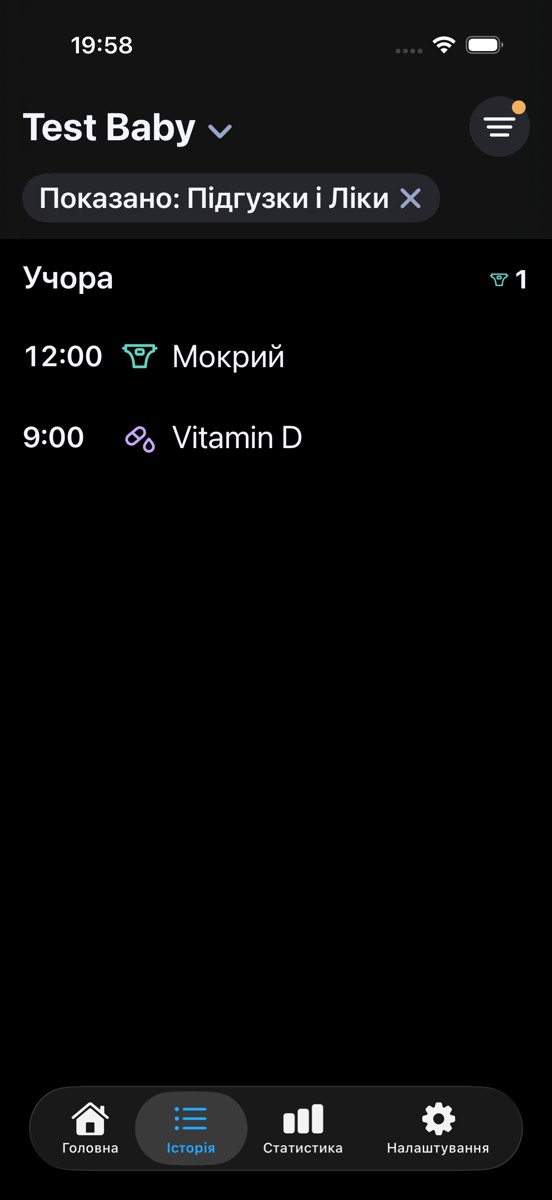 19:58
Test Baby
Показано: Підгузки і Ліки
Учора 1
12:00 Мокрий
9:00 Vitamin D
Головна Історія Статистика Налаштування